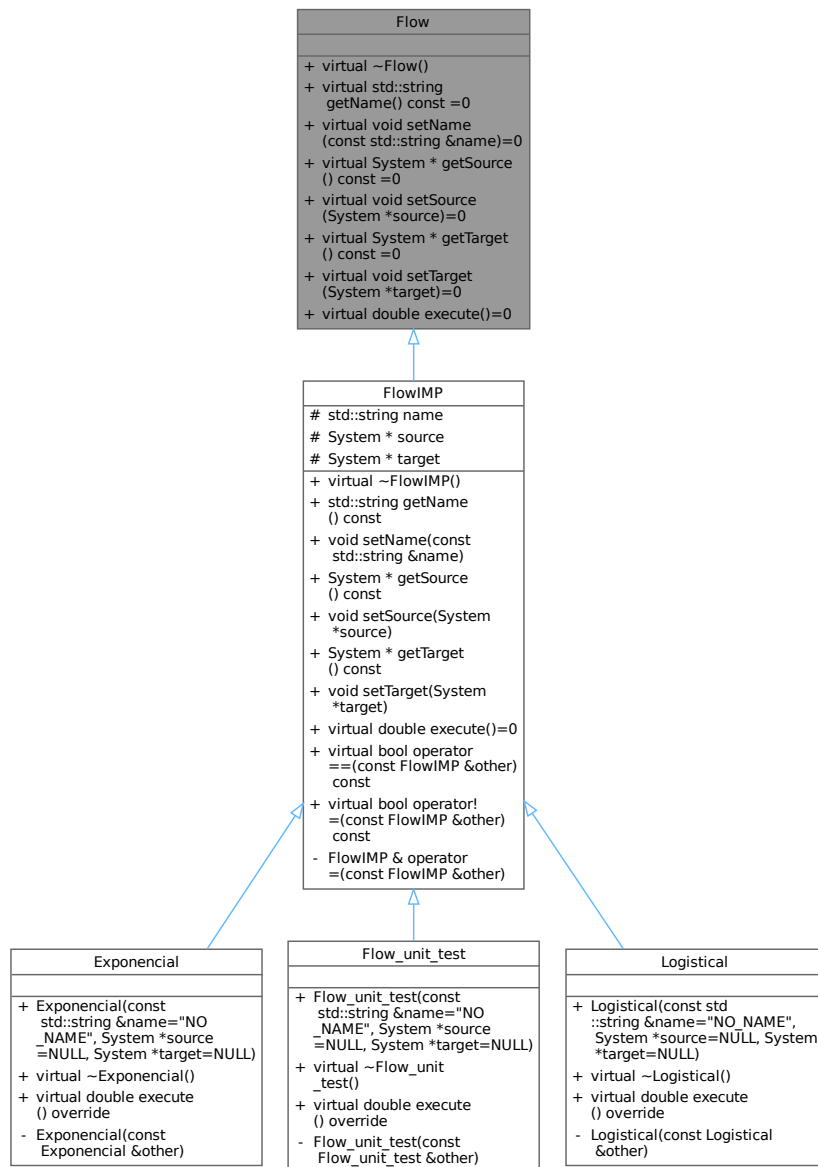 Flow
+ virtual ~Flow()
+ virtual std::string
getName() const =0
+ virtual void setName
(const std::string &name)=0
+ virtual System * getSource
() const =0
+ virtual void setSource
(System *source)=0
+ virtual System * getTarget
() const =0
+ virtual void setTarget
(System *target)=0
+ virtual double execute()=0
FlowIMP
# std::string name
# System * source
# System * target
+ virtual ~FlowIMP()
+ std::string getName
() const
+ void setName(const
std::string &name)
+ System * getSource
() const
+ void setSource(System
*source)
+ System * getTarget
() const
+ void setTarget(System
*target)
+ virtual double execute()=0
+ virtual bool operator
==(const FlowIMP &other)
const
+ virtual bool operator!
=(const FlowIMP &other)
const
- FlowIMP & operator
=(const FlowIMP &other)
Exponencial
+ Exponencial(const
std::string &name="NO
_NAME", System *source
=NULL, System *target=NULL)
+ virtual ~Exponencial()
+ virtual double execute
() override
- Exponencial(const
Exponencial &other)
Flow_unit_test
+ Flow_unit_test(const
std::string &name="NO
_NAME", System *source
=NULL, System *target=NULL)
+ virtual ~Flow_unit
_test()
+ virtual double execute
() override
- Flow_unit_test(const
Flow_unit_test &other)
Logistical
+ Logistical(const std
::string &name="NO_NAME",
System *source=NULL, System
*target=NULL)
+ virtual ~Logistical()
+ virtual double execute
() override
- Logistical(const Logistical
&other)